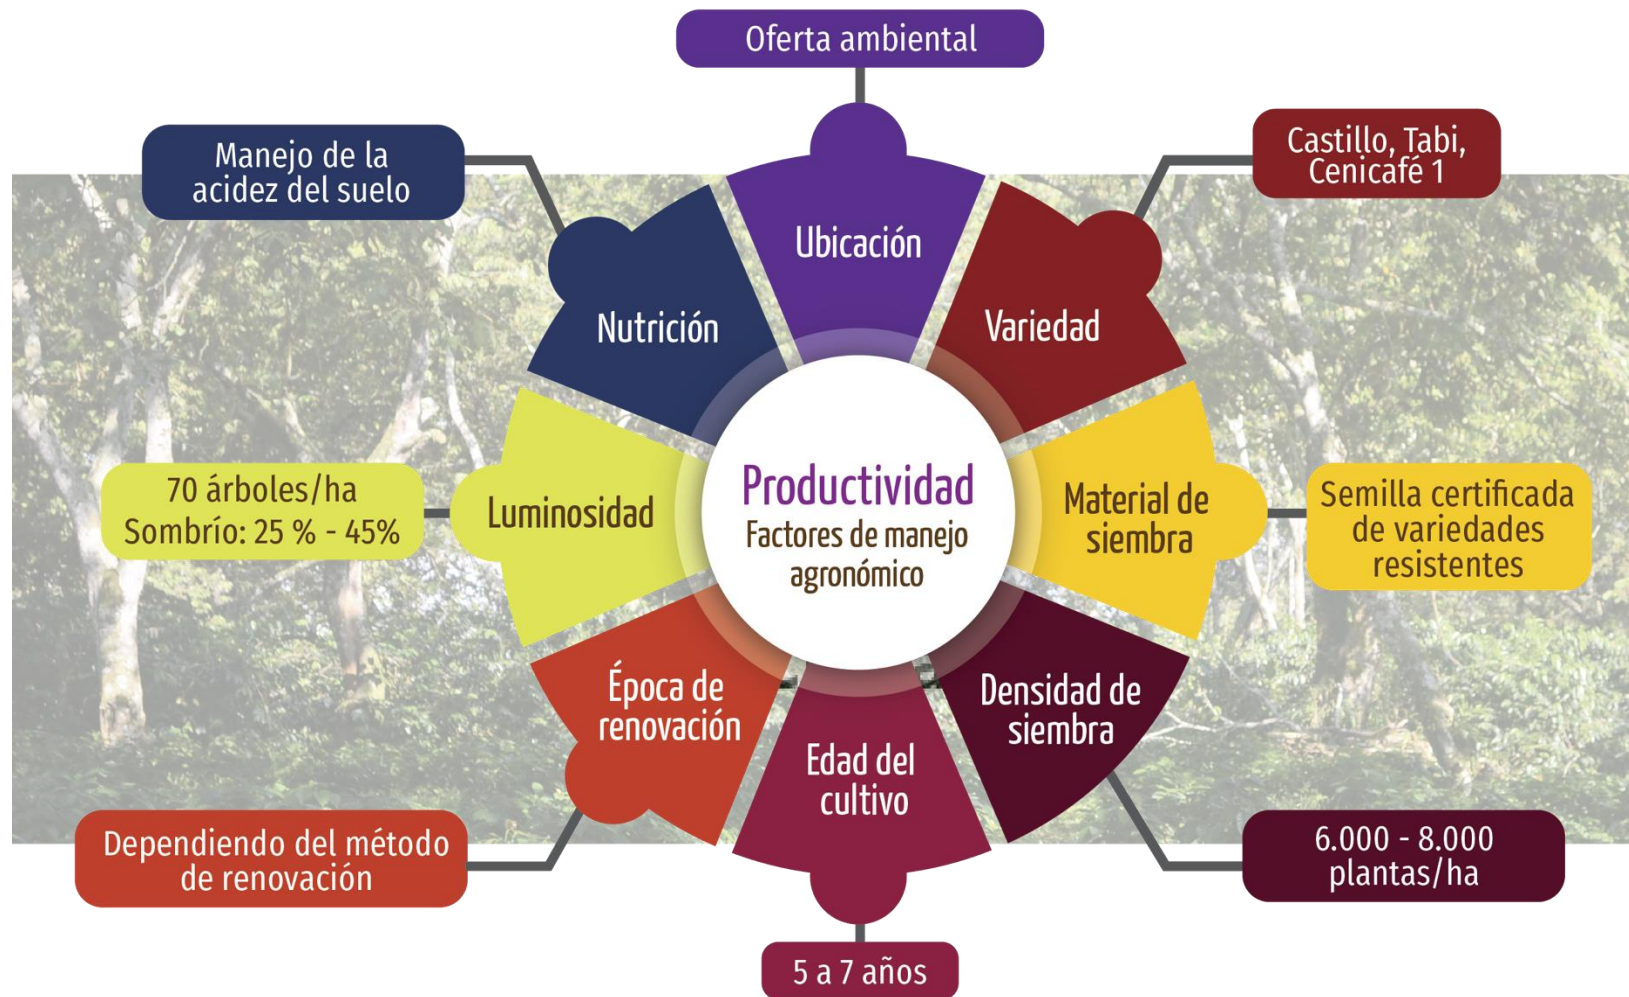 Oferta ambiental
Ubicación
Castillo, Tabi,
Cenicafé 1
Variedad
Semilla certificada
de variedades
resistentes
Material de
siembra
6.000 - 8.000
plantas/ha
Densidad de
siembra
5 a 7 años
Edad del
cultivo
Dependiendo del método
de renovación
Época de
renovación
70 árboles/ha
Sombrío: 25 % - 45%
Luminosidad
Manejo de la
acidez del suelo
Nutrición
Productividad
Factores de manejo
agronómico